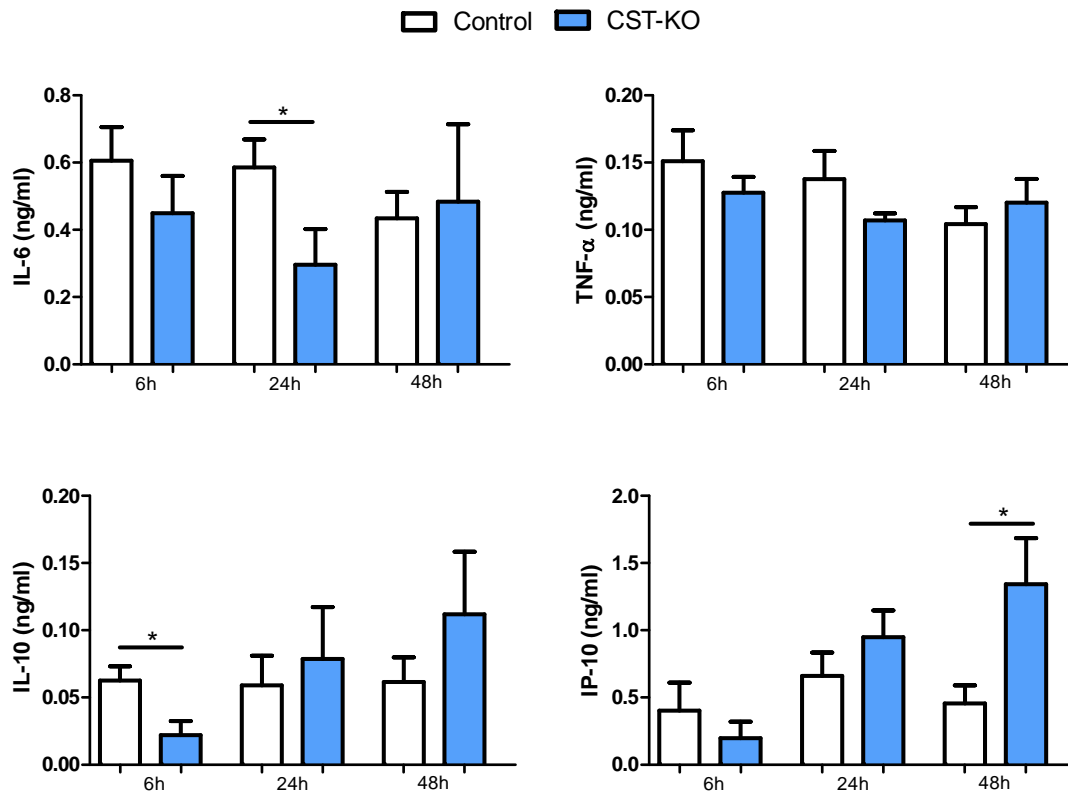 Control CST-KO
IL-6 (ng/ml)
0.8
0.6
0.4
0.2
0.0
*
6h 24h 48h
TNF-α (ng/ml)
0.20
0.15
0.10
0.05
0.00
6h 24h 48h
IL-10 (ng/ml)
0.20
0.15
0.10
0.05
0.00
*
6h 24h 48h
IP-10 (ng/ml)
2.0
1.5
1.0
0.5
0.0
*
6h 24h 48h